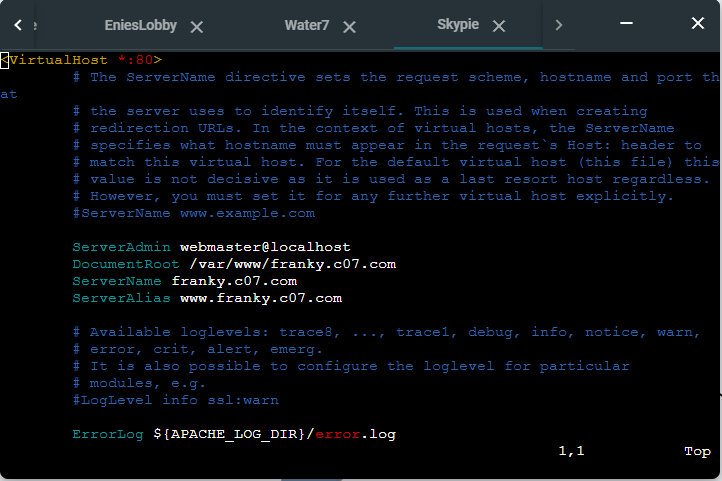 EniesLobby
Water7
Skypie
<VirtualHost *:80>
# The ServerName directive sets the request scheme, hostname and port th
at
# the server uses to identify itself. This is used when creating
# redirection URLs. In the context of virtual hosts, the ServerName
# specifies what hostname must appear in the request`s Host: header to
# match this virtual host. For the default virtual host (this file) this
# value is not decisive as it is used as a last resort host regardless.
# However, you must set it for any further virtual host explicitly.
#ServerName www.example.com
ServerAdmin webmaster@localhost
DocumentRoot /var/www/franky.c07.com
ServerName franky.c07.com
ServerAlias www.franky.c07.com
# Available loglevels: trace8, ..., trace1, debug, info, notice, warn,
# error, crit, alert, emerg.
# It is also possible to configure the loglevel for particular
# modules, e.g.
#LogLevel info ssl:warn
ErrorLog ${APACHE_LOG_DIR}/error.log
1,1 Top